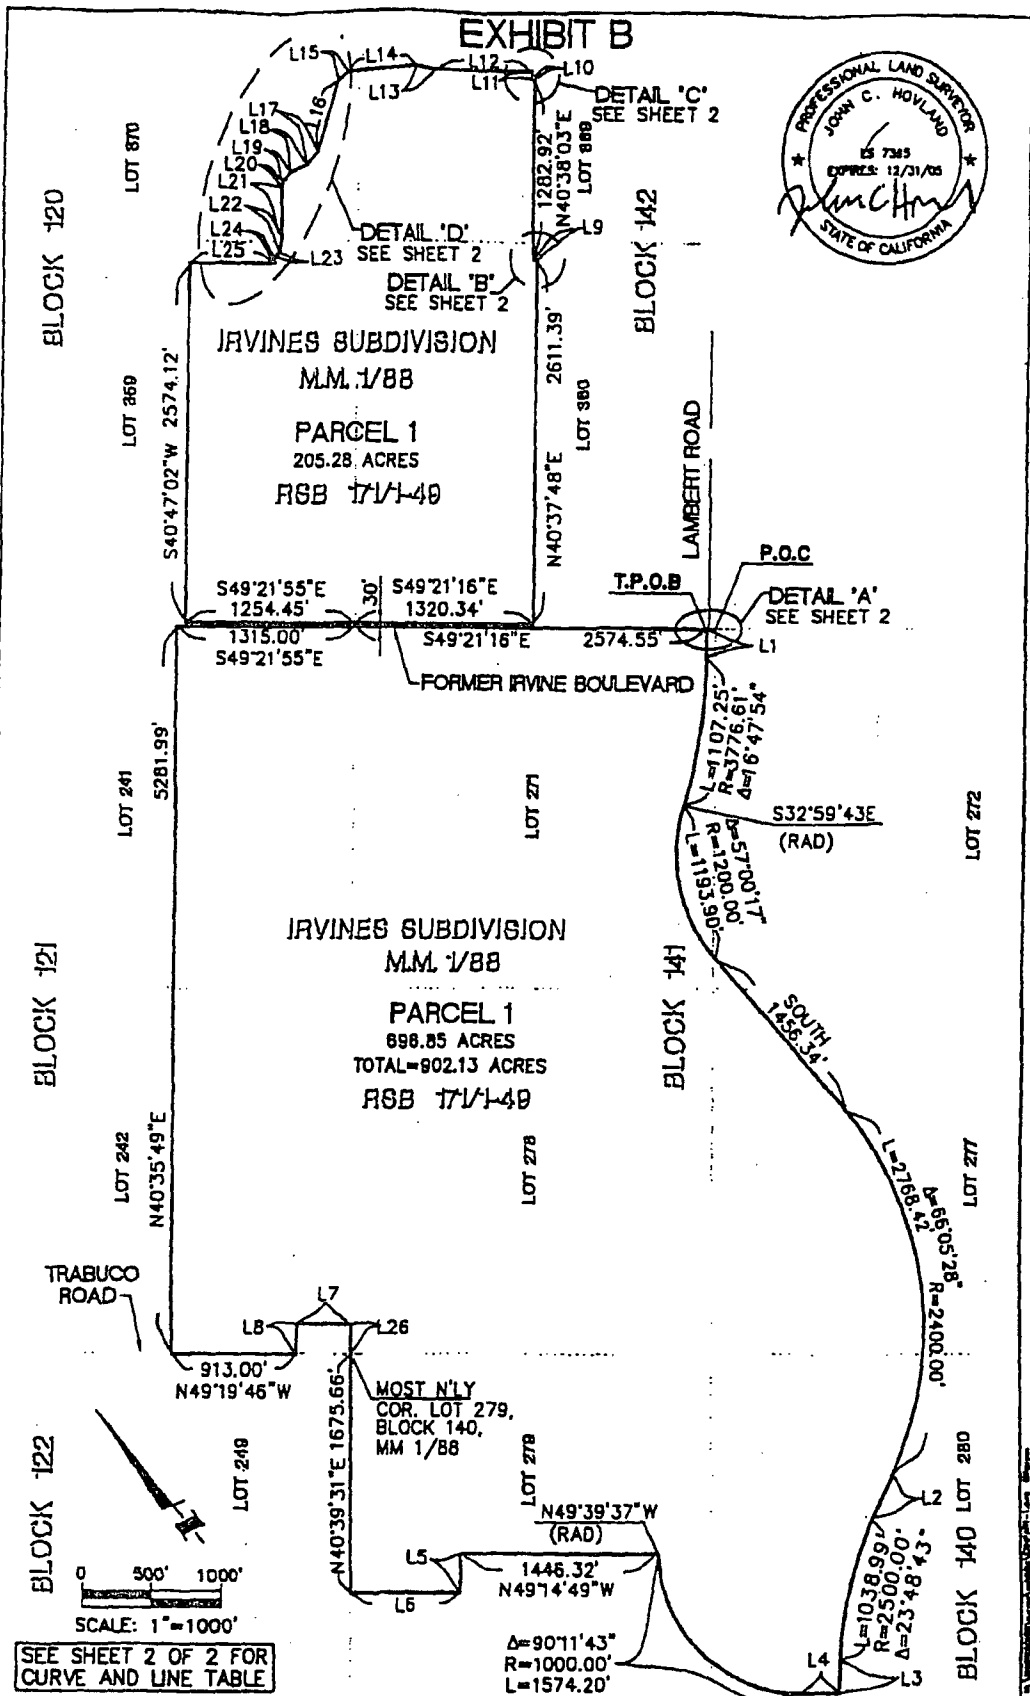 EXHIBIT B
L15
L14
L12
L10
L11
L13
DETAIL 'C'
SEE SHEET 2
L17
L16
L18
L19
L20
L21
L22
L24
L25
L23
DETAIL 'D'
SEE SHEET 2
DETAIL 'B'
SEE SHEET 2
1282.92'
N40°38'03"E
LOT 369
L9
LOT 370
BLOCK 120
BLOCK 142
PROFESSIONAL LAND SURVEYOR
JOHN C. HOVLAND
LS 7365
EXPIRES: 12/31/05
STATE OF CALIFORNIA
IRVINES SUBDIVISION
M.M. 1/88
PARCEL 1
205.28 ACRES
RSB 171/1-49
LOT 369
S40°47'02"W 2574.12'
2611.39'
N40°37'48"E
LOT 360
LAMBERT ROAD
P.O.C
T.P.O.B
DETAIL 'A'
SEE SHEET 2
L1
S49°21'55"E
1254.45'
30'
S49°21'16"E
1320.34'
1315.00'
S49°21'55"E
S49°21'16"E
2574.55'
FORMER IRVINE BOULEVARD
5281.99'
LOT 241
LOT 271
L=1107.25'
R=3776.61'
Δ=16°47'54"
S32°59'43E
(RAD)
LOT 272
Δ=57°00'17"
R=1200.00'
L=1193.90'
IRVINES SUBDIVISION
M.M. 1/88
PARCEL 1
696.85 ACRES
TOTAL=902.13 ACRES
RSB 171/1-49
BLOCK 121
BLOCK 141
SOUTH
1456.34'
LOT 242
N40°35'49"E
LOT 278
LOT 277
L=2768.42'
Δ=66°05'28"
R=2400.00'
TRABUCO
ROAD
L7
L8
L26
913.00'
N49°19'46"W
MOST N'LY
COR. LOT 279,
BLOCK 140,
MM 1/88
N40°39'31"E 1675.66'
BLOCK 122
LOT 249
LOT 279
LOT 280
BLOCK 140
L2
N49°39'37"W
(RAD)
L5
1446.32'
N49°14'49"W
L6
L=1038.99'
R=2500.00'
Δ=23°48'43"
Δ=90°11'43"
R=1000.00'
L=1574.20'
L4
L3
0 500' 1000'
SCALE: 1"=1000'
SEE SHEET 2 OF 2 FOR
CURVE AND LINE TABLE